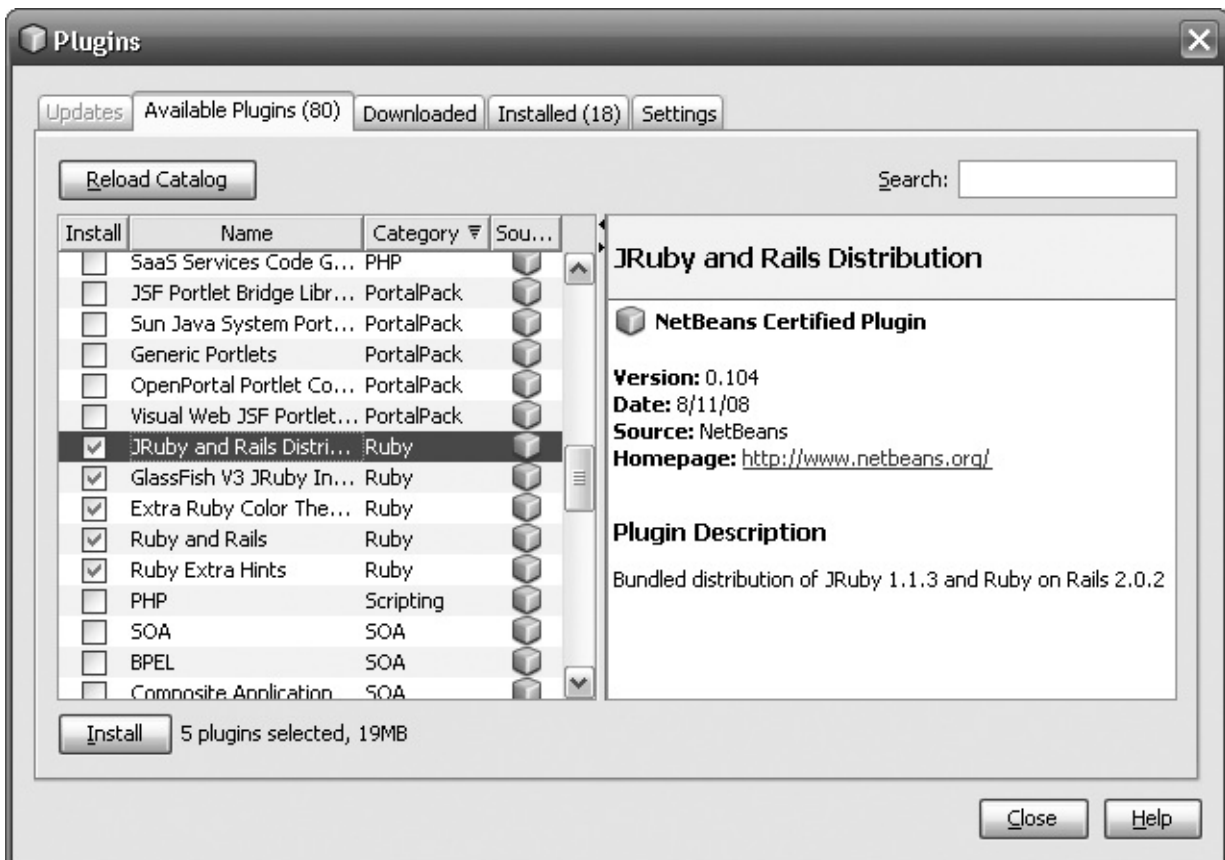 Plugins
Updates Available Plugins (80) Downloaded Installed (18) Settings
Reload Catalog Search:
Install Name Category Sou...
SaaS Services Code G... PHP
JSF Portlet Bridge Libr... PortalPack
Sun Java System Port... PortalPack
Generic Portlets PortalPack
OpenPortal Portlet Co... PortalPack
Visual Web JSF Portlet... PortalPack
JRuby and Rails Distri... Ruby
GlassFish V3 JRuby In... Ruby
Extra Ruby Color The... Ruby
Ruby and Rails Ruby
Ruby Extra Hints Ruby
PHP Scripting
SOA SOA
BPEL SOA
Composite Application SOA
JRuby and Rails Distribution
NetBeans Certified Plugin
Version: 0.104
Date: 8/11/08
Source: NetBeans
Homepage: http://www.netbeans.org/
Plugin Description
Bundled distribution of JRuby 1.1.3 and Ruby on Rails 2.0.2
Install 5 plugins selected, 19MB
Close Help